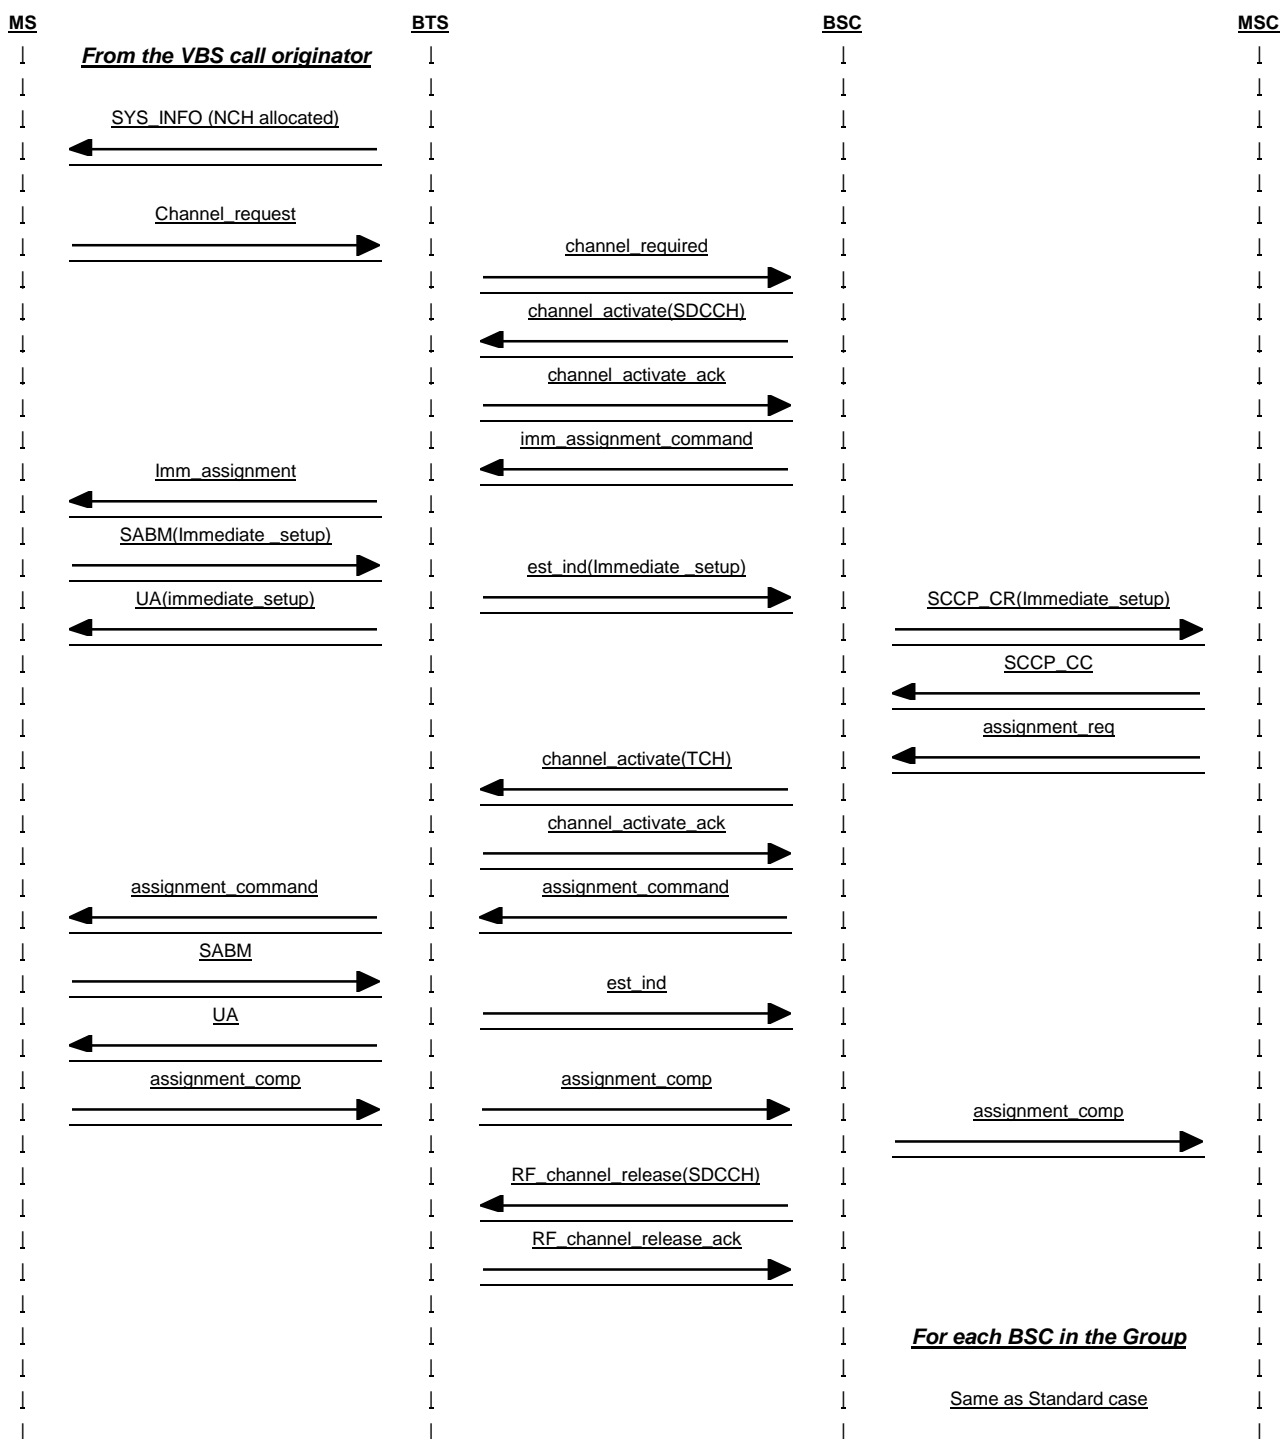 MS BTS BSC MSC
From the VBS call originator
SYS_INFO (NCH allocated)
Channel_request
channel_required
channel_activate(SDCCH)
channel_activate_ack
imm_assignment_command
Imm_assignment
SABM(Immediate _setup)
est_ind(Immediate _setup)
UA(immediate_setup)
SCCP_CR(Immediate_setup)
SCCP_CC
assignment_req
channel_activate(TCH)
channel_activate_ack
assignment_command assignment_command
SABM
est_ind
UA
assignment_comp assignment_comp
assignment_comp
RF_channel_release(SDCCH)
RF_channel_release_ack
For each BSC in the Group
Same as Standard case